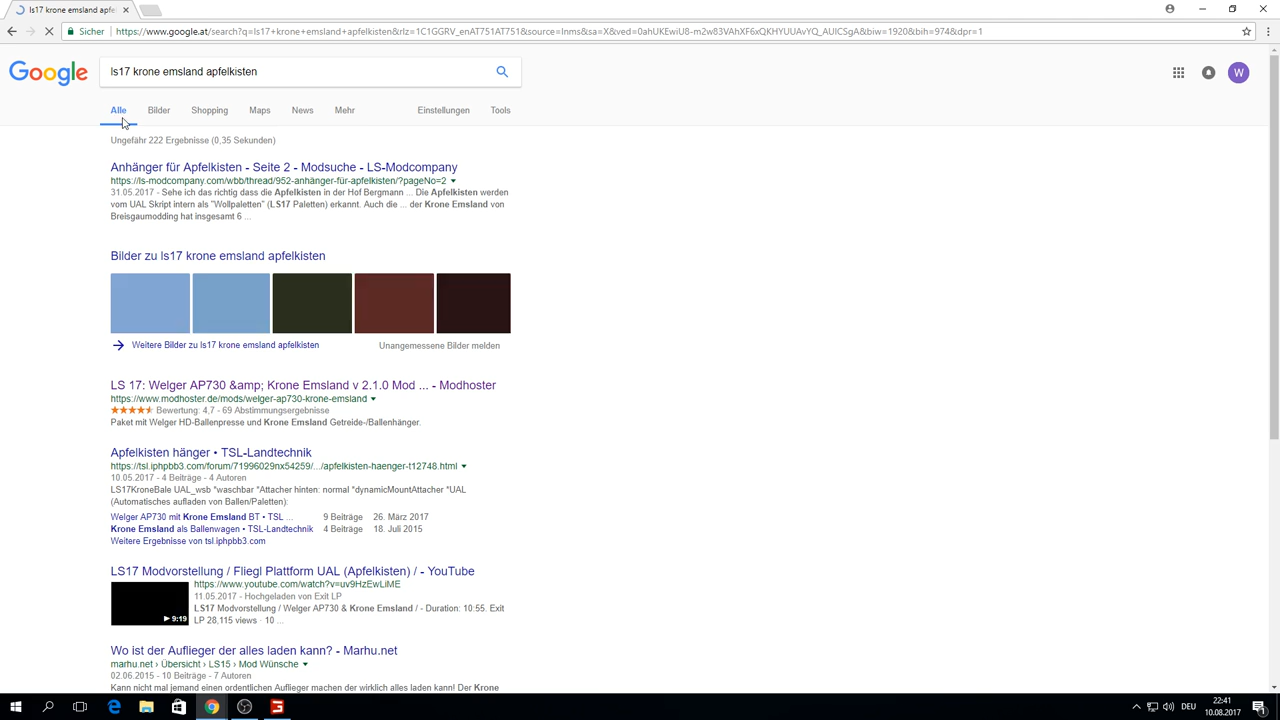 ls17 krone emsland apfelkisten
Sicher
https://www.google.at/search?q=ls17+krone+emsland+apfelkisten&rlz=1C1GGRV_enAT751AT751&source=lnms&sa=X&ved=0ahUKEwiU8-m2w83VAhXF6xQKHYUUAvYQ_AUICSgA&biw=1920&bih=974&dpr=1
Google
ls17 krone emsland apfelkisten
W
Alle Bilder Shopping Maps News Mehr Einstellungen Tools
Ungefähr 222 Ergebnisse (0,35 Sekunden)
Anhänger für Apfelkisten - Seite 2 - Modsuche - LS-Modcompany
https://ls-modcompany.com/wbb/thread/952-anhänger-für-apfelkisten/?pageNo=2
31.05.2017 - Sehe ich das richtig dass die Apfelkisten in der Hof Bergmann ... Die Apfelkisten werden
vom UAL Skript intern als "Wollpaletten" (LS17 Paletten) erkannt. Auch die ... der Krone Emsland von
Breisgaumodding hat insgesamt 6 ...
Bilder zu ls17 krone emsland apfelkisten
Weitere Bilder zu ls17 krone emsland apfelkisten Unangemessene Bilder melden
LS 17: Welger AP730 &amp; Krone Emsland v 2.1.0 Mod ... - Modhoster
https://www.modhoster.de/mods/welger-ap730-krone-emsland
Bewertung: 4,7 - 69 Abstimmungsergebnisse
Paket mit Welger HD-Ballenpresse und Krone Emsland Getreide-/Ballenhänger.
Apfelkisten hänger • TSL-Landtechnik
https://tsl.iphpbb3.com/forum/71996029nx54259/.../apfelkisten-haenger-t12748.html
10.05.2017 - 4 Beiträge - 4 Autoren
LS17KroneBale UAL_wsb *waschbar *Attacher hinten: normal *dynamicMountAttacher *UAL
(Automatisches aufladen von Ballen/Paletten):
Welger AP730 mit Krone Emsland BT • TSL ... 9 Beiträge 26. März 2017
Krone Emsland als Ballenwagen • TSL-Landtechnik 4 Beiträge 18. Juli 2015
Weitere Ergebnisse von tsl.iphpbb3.com
LS17 Modvorstellung / Fliegl Plattform UAL (Apfelkisten) / - YouTube
https://www.youtube.com/watch?v=uv9HzEwLiME
11.05.2017 - Hochgeladen von Exit LP
LS17 Modvorstellung / Welger AP730 & Krone Emsland / - Duration: 10:55. Exit
9:19
LP 28,115 views · 10 ...
Wo ist der Auflieger der alles laden kann? - Marhu.net
marhu.net › Übersicht › LS15 › Mod Wünsche
02.06.2015 - 10 Beiträge - 7 Autoren
Kann nicht mal jemand einen ordentlichen Auflieger machen der wirklich alles laden kann! Der Krone
DEU
22:41
10.08.2017
1